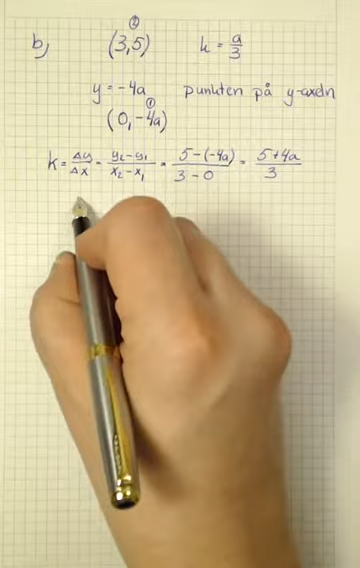 ②
b) (3,5) k = a/3
y = -4a punkten på y-axeln
①
(0,-4a)
k = Δy/Δx = y₂-y₁/x₂-x₁ = 5-(-4a)/3-0 = 5+4a/3